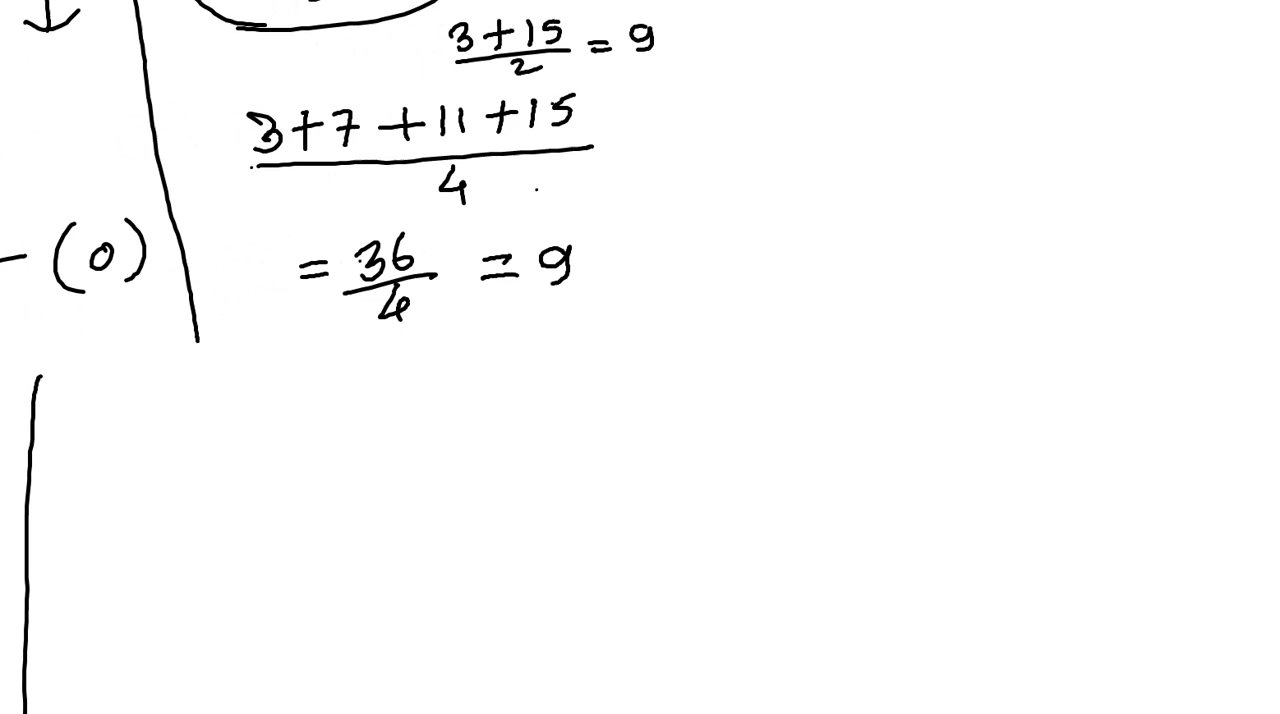 3+15/2 = 9
3+7+11+15
4
- (0)
= 36/4 = 9